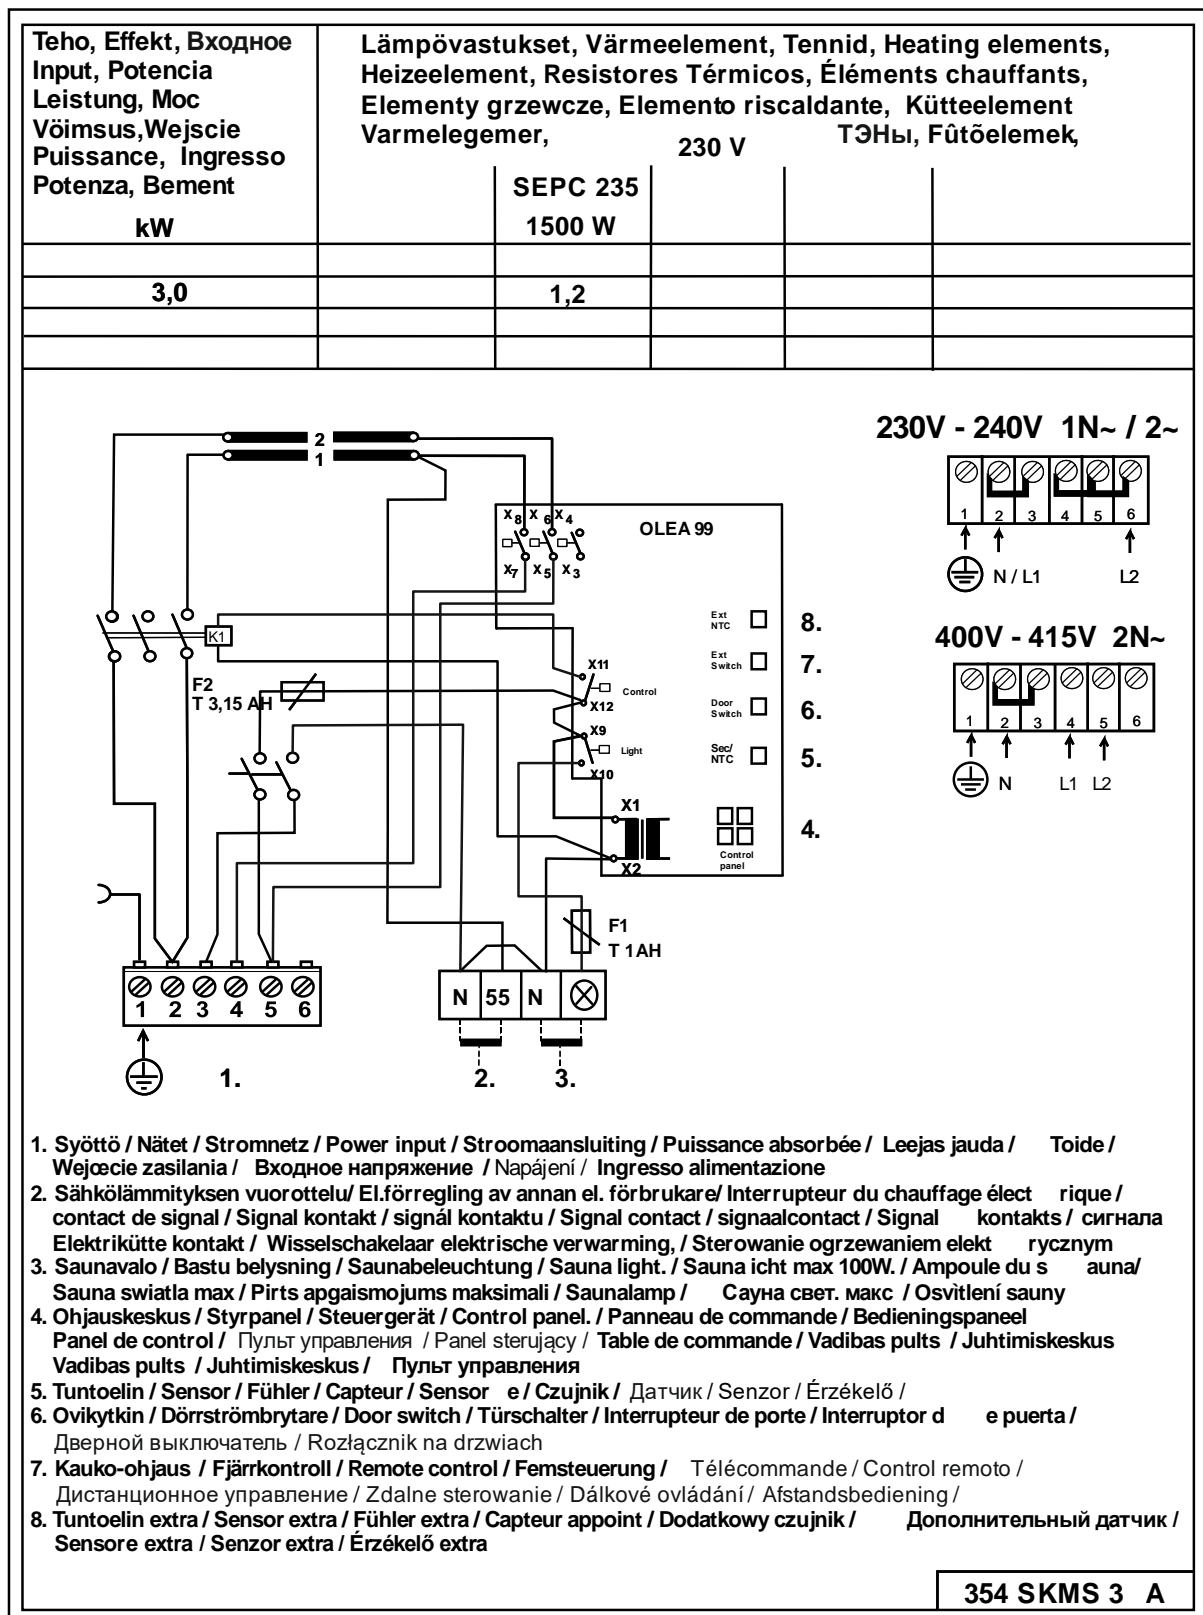 Teho, Effekt, Входное
Input, Potencia
Leistung, Moc
Vöimsus,Wejscie
Puissance, Ingresso
Potenza, Bement
kW
Lämpövastukset, Värmeelement, Tennid, Heating elements,
Heizeelement, Resistores Térmicos, Éléments chauffants,
Elementy grzewcze, Elemento riscaldante, Kütteelement
Varmelegemer, 230 V ТЭНы, Fûtõelemek,
SEPC 235
1500 W
3,0 1,2
2
1
X8 X6 X4
X7 X5 X3
OLEA 99
K1
F2
T 3,15 AH
X11
Control
X12
X9
Light
X10
X1
X2
Ext
NTC
8.
Ext
Switch
7.
Door
Switch
6.
Sec/
NTC
5.
Control
panel
4.
F1
T 1AH
N 55 N
1 2 3 4 5 6
1.
2.
3.
230V - 240V 1N~ / 2~
1 2 3 4 5 6
N / L1 L2
400V - 415V 2N~
1 2 3 4 5 6
N L1 L2
1. Syöttö / Nätet / Stromnetz / Power input / Stroomaansluiting / Puissance absorbée / Leejas jauda / Toide /
Wejœcie zasilania / Входное напряжение / Napájení / Ingresso alimentazione
2. Sähkölämmityksen vuorottelu/ El.förregling av annan el. förbrukare/ Interrupteur du chauffage élect rique /
contact de signal / Signal kontakt / signál kontaktu / Signal contact / signaalcontact / Signal kontakts / сигнала
Elektrikütte kontakt / Wisselschakelaar elektrische verwarming, / Sterowanie ogrzewaniem elekt rycznym
3. Saunavalo / Bastu belysning / Saunabeleuchtung / Sauna light. / Sauna icht max 100W. / Ampoule du s auna/
Sauna swiatla max / Pirts apgaismojums maksimali / Saunalamp / Сауна свет. макс / Osvìtlení sauny
4. Ohjauskeskus / Styrpanel / Steuergerät / Control panel. / Panneau de commande / Bedieningspaneel
Panel de control / Пульт управления / Panel sterujący / Table de commande / Vadibas pults / Juhtimiskeskus
Vadibas pults / Juhtimiskeskus / Пульт управления
5. Tuntoelin / Sensor / Fühler / Capteur / Sensor e / Czujnik / Датчик / Senzor / Érzékelő /
6. Ovikytkin / Dörrströmbrytare / Door switch / Türschalter / Interrupteur de porte / Interruptor d e puerta /
Дверной выключатель / Rozłącznik na drzwiach
7. Kauko-ohjaus / Fjärrkontroll / Remote control / Femsteuerung / Télécommande / Control remoto /
Дистанционное управление / Zdalne sterowanie / Dálkové ovládání / Afstandsbediening /
8. Tuntoelin extra / Sensor extra / Fühler extra / Capteur appoint / Dodatkowy czujnik / Дополнительный датчик /
Sensore extra / Senzor extra / Érzékelő extra
354 SKMS 3 A